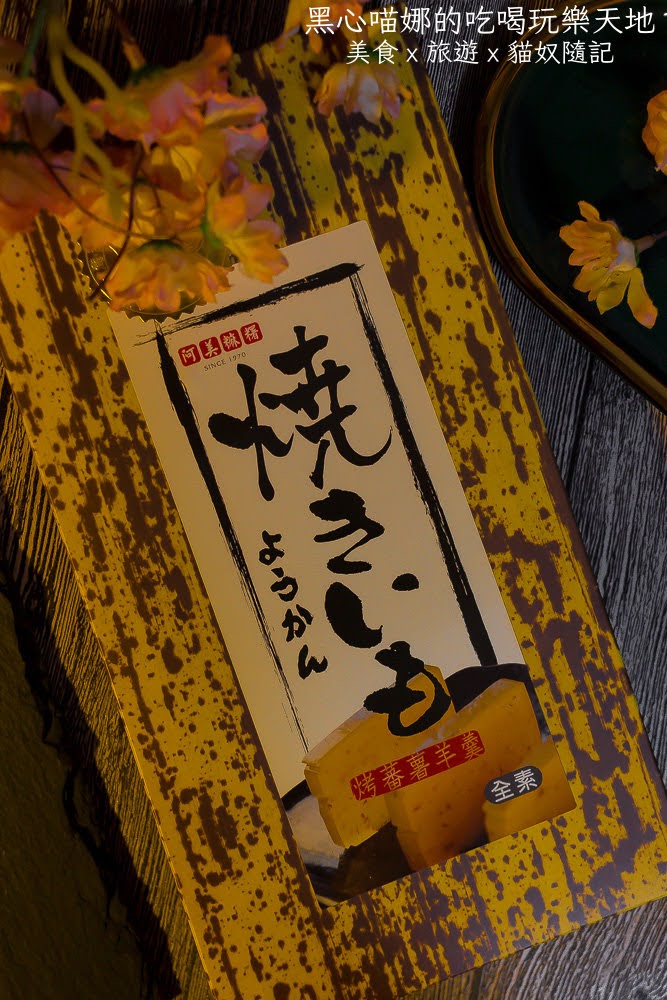 黑心喵娜的吃喝玩樂天地
美食 x 旅遊 x 貓奴隨記
阿美麻糬
SINCE 1970
焼きいも
ようかん
烤蕃薯羊羹
全素